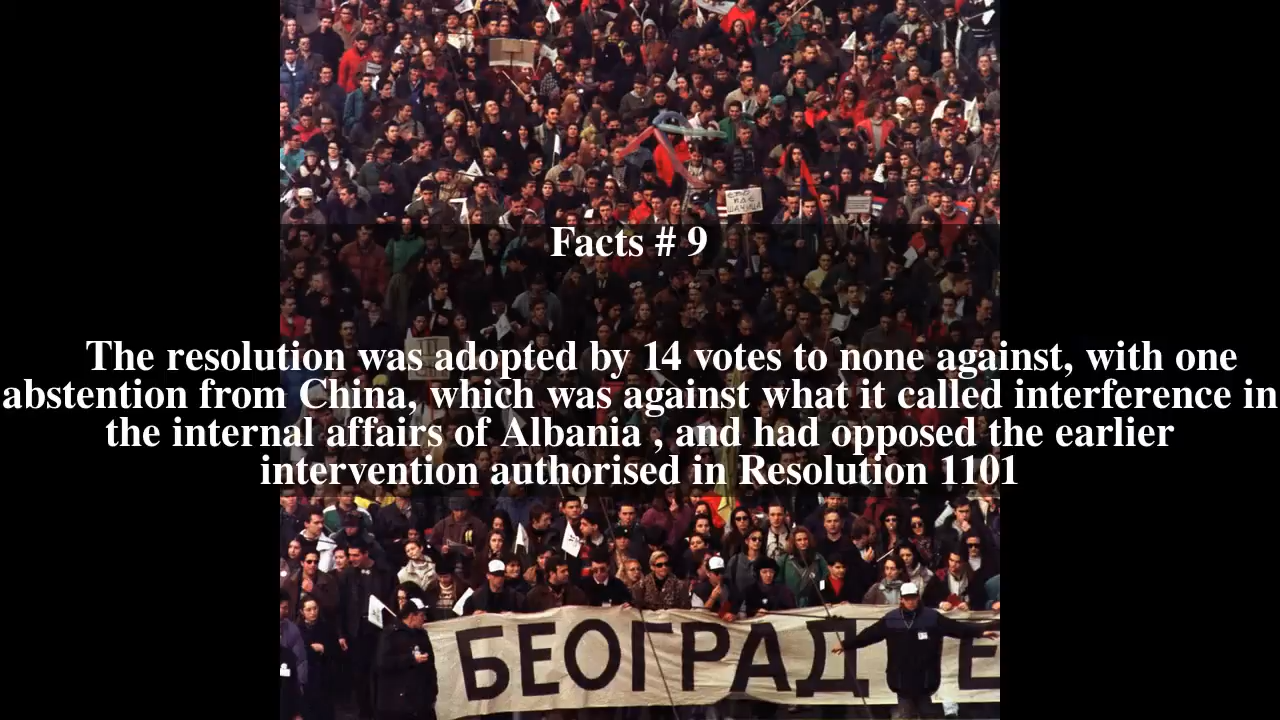 Facts # 9
The resolution was adopted by 14 votes to none against, with one
abstention from China, which was against what it called interference in
the internal affairs of Albania , and had opposed the earlier
intervention authorised in Resolution 1101
БЕОГРАД